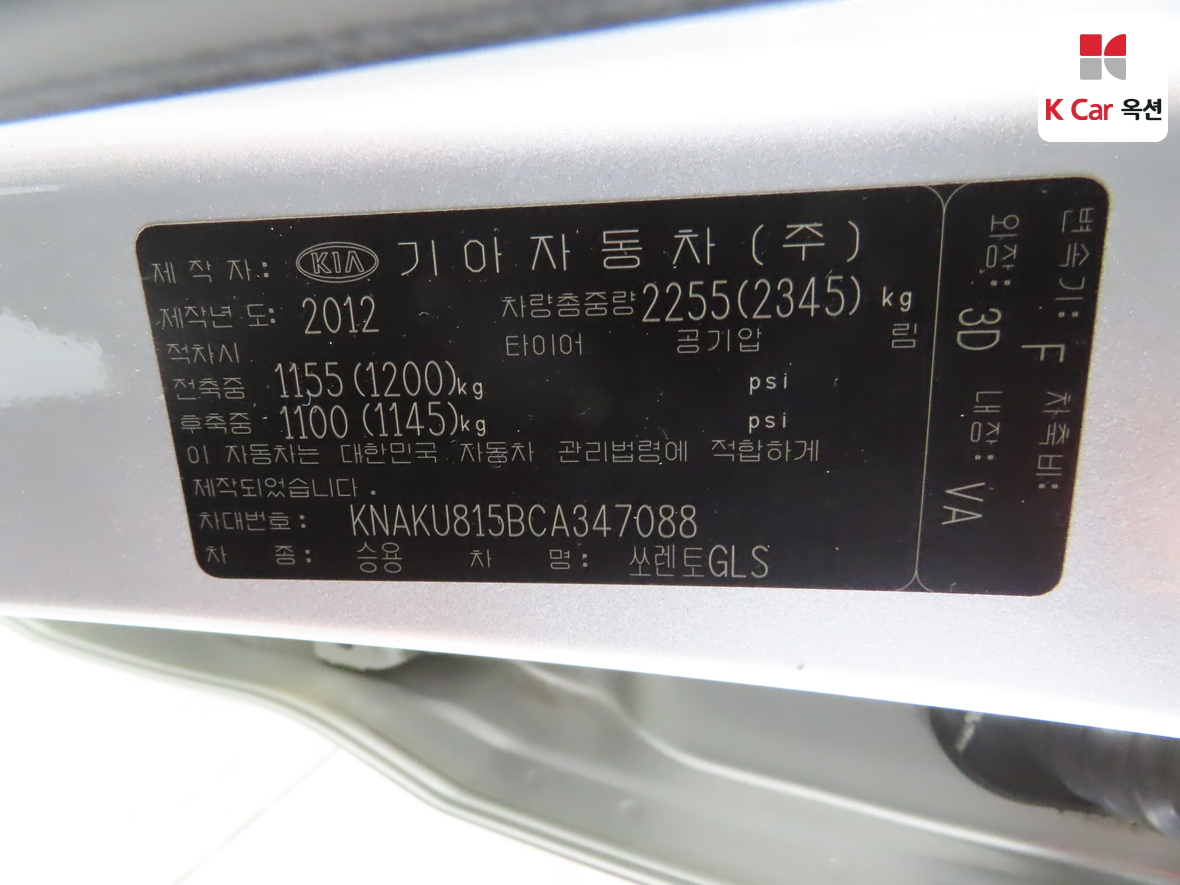 K Car 옥션
제 작 자 : KIA 기아자동차(주)
제작년 도: 2012 차량총중량 2255(2345) kg
적차시 타이어 공기압 림
전축중 1155(1200)kg psi
후축중 1100(1145)kg psi
이 자동차는 대한민국 자동차 관리법령에 적합하게
제작되었습니다.
차대번호: KNAKU815BCA347088
차 종: 승용 차 명: 쏘렌토GLS
변속기: F 차축비:
외장: 3D 내장: VA